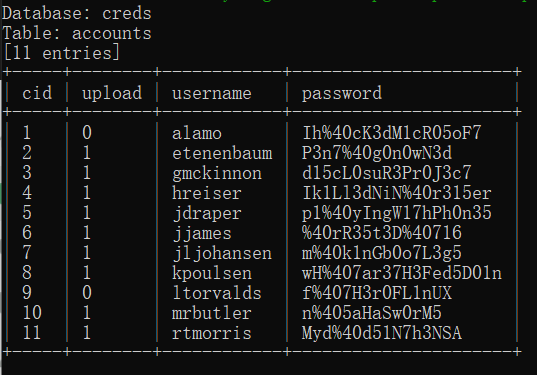 Database: creds
Table: accounts
[11 entries]
+-----+--------+------------+----------------------+
| cid | upload | username | password |
+-----+--------+------------+----------------------+
| 1 | 0 | alamo | Ih%40cK3dM1cR05oF7 |
| 2 | 1 | etenenbaum | P3n7%40g0n0wN3d |
| 3 | 1 | gmckinnon | d15cL0suR3Pr0J3c7 |
| 4 | 1 | hreiser | Ik1Ll3dNiN%40r315er |
| 5 | 1 | jdraper | p1%40yIngW17hPh0n35 |
| 6 | 1 | jjames | %40rR35t3D%40716 |
| 7 | 1 | jljohansen | m%40k1nGb0o7L3g5 |
| 8 | 1 | kpoulsen | wH%407ar37H3Fed5D01n |
| 9 | 0 | ltorvalds | f%407H3r0FL1nUX |
| 10 | 1 | mrbutler | n%405aHaSw0rM5 |
| 11 | 1 | rtmorris | Myd%40d51N7h3NSA |
+-----+--------+------------+----------------------+